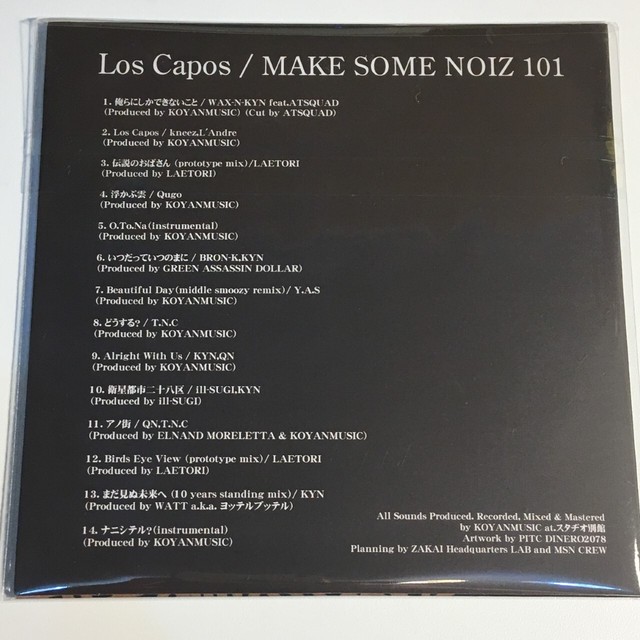 Los Capos / MAKE SOME NOIZ 101
1. 俺らにしかできないこと / WAX-N-KYN feat.ATSQUAD
(Produced by KOYANMUSIC) (Cut by ATSQUAD)
2. Los Capos / kneez,L'Andre
(Produced by KOYANMUSIC)
3. 伝説のおばさん (prototype mix)/LAETORI
(Produced by LAETORI)
4. 浮かぶ雲 / Qugo
(Produced by KOYANMUSIC)
5. O.To.Na(instrumental)
(Produced by KOYANMUSIC)
6. いつだっていつのまに / BRON-K,KYN
(Produced by GREEN ASSASSIN DOLLAR)
7. Beautiful Day(middle smoozy remix)/ Y.A.S
(Produced by KOYANMUSIC)
8. どうする? / T.N.C
(Produced by KOYANMUSIC)
9. Alright With Us / KYN,QN
(Produced by KOYANMUSIC)
10. 衛星都市二十八区 / ill-SUGI,KYN
(Produced by ill-SUGI)
11. アノ街 / QN,T.N.C
(Produced by ELNAND MORELETTA & KOYANMUSIC)
12. Birds Eye View (prototype mix)/ LAETORI
(Produced by LAETORI)
13. まだ見ぬ未来へ (10 years standing mix)/ KYN
(Produced by WATT a.k.a. ヨッテルブッテル)
14. ナニシテル?(instrumental)
(Produced by KOYANMUSIC)
All Sounds Produced, Recorded, Mixed & Mastered
by KOYANMUSIC at.スタヂオ別館
Artwork by PITC DINERO2078
Planning by ZAKAI Headquarters LAB and MSN CREW